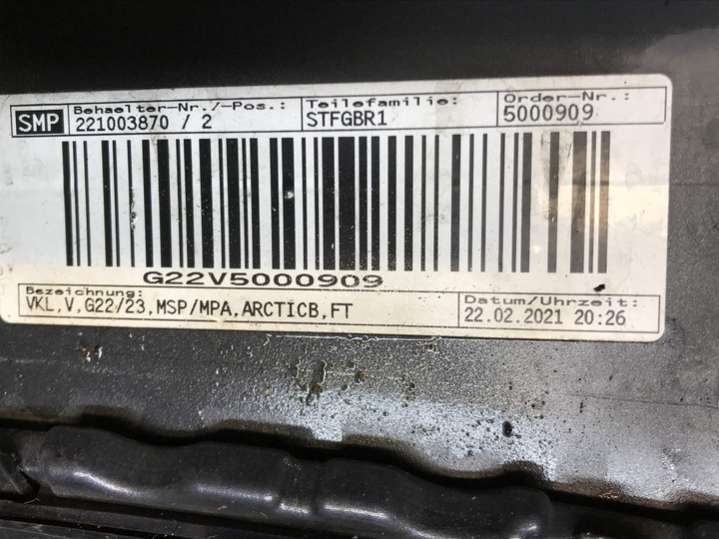 SMP Behaelter-Nr./-Pos.: Teilefamilie: Order-Nr.:
221003870 / 2 STFGBR1 5000909
G22V5000909
Bezeichnung: Datum/Uhrzeit:
VKL,V,G22/23,MSP/MPA,ARCTICB,FT 22.02.2021 20:26